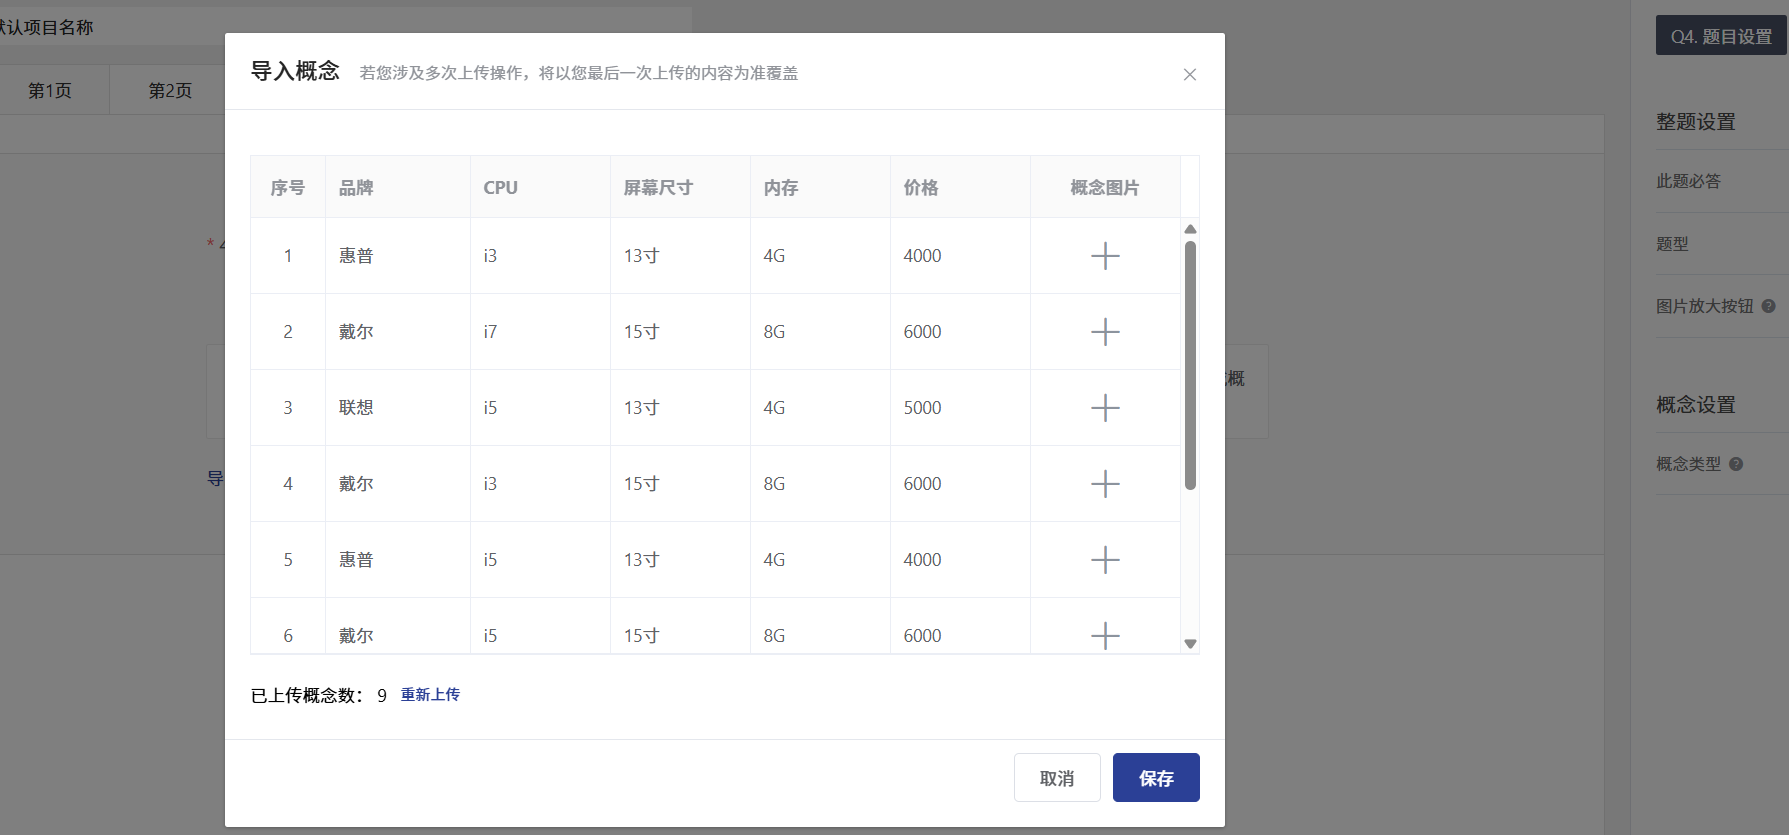 默认项目名称
Q4. 题目设置
导入概念 若您涉及多次上传操作，将以您最后一次上传的内容为准覆盖
第1页 第2页
整题设置
此题必答
题型
图片放大按钮
概念设置
概念类型
* 4
概
导
序号 品牌 CPU 屏幕尺寸 内存 价格 概念图片
1 惠普 i3 13寸 4G 4000
2 戴尔 i7 15寸 8G 6000
3 联想 i5 13寸 4G 5000
4 戴尔 i3 15寸 8G 6000
5 惠普 i5 13寸 4G 4000
6 戴尔 i5 15寸 8G 6000
已上传概念数： 9 重新上传
取消 保存